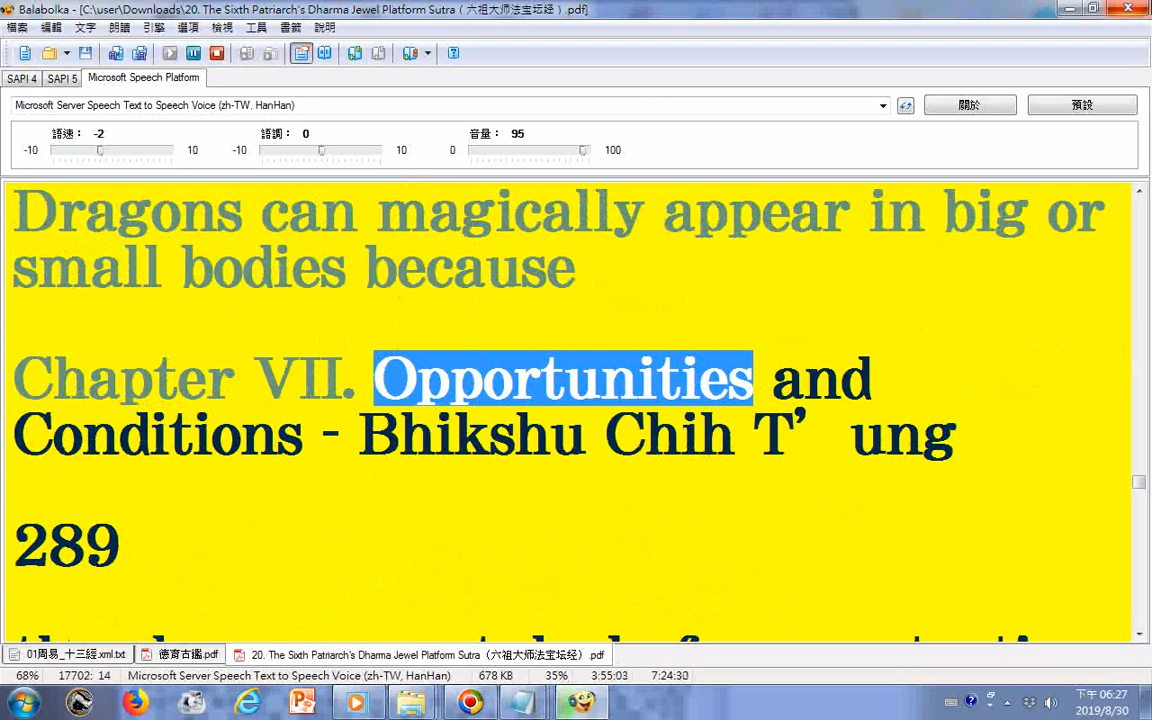 Balabolka - [C:\user\Downloads\20. The Sixth Patriarch's Dharma Jewel Platform Sutra（六祖大师法宝坛经）.pdf]
檔案 編輯 文字 朗讀 引擎 選項 檢視 工具 書籤 說明
SAPI 4 SAPI 5 Microsoft Speech Platform
Microsoft Server Speech Text to Speech Voice (zh-TW, HanHan) 關於 預設
語速： -2 語調： 0 音量： 95
-10 10 -10 10 0 100
Dragons can magically appear in big or
small bodies because
Chapter VII. Opportunities and
Conditions - Bhikshu Chih T’ung
289
01周易_十三經.xml.txt 德育古鑑.pdf 20. The Sixth Patriarch's Dharma Jewel Platform Sutra（六祖大师法宝坛经）.pdf
68% 17702: 14 Microsoft Server Speech Text to Speech Voice (zh-TW, HanHan) 678 KB 35% 3:55:03 7:24:30
下午 06:27
2019/8/30